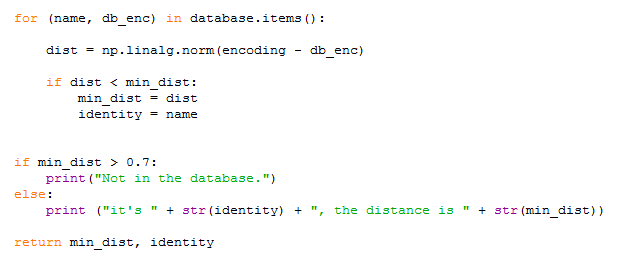 for (name, db_enc) in database.items():
dist = np.linalg.norm(encoding - db_enc)
if dist < min_dist:
min_dist = dist
identity = name
if min_dist > 0.7:
print("Not in the database.")
else:
print ("it's " + str(identity) + ", the distance is " + str(min_dist))
return min_dist, identity